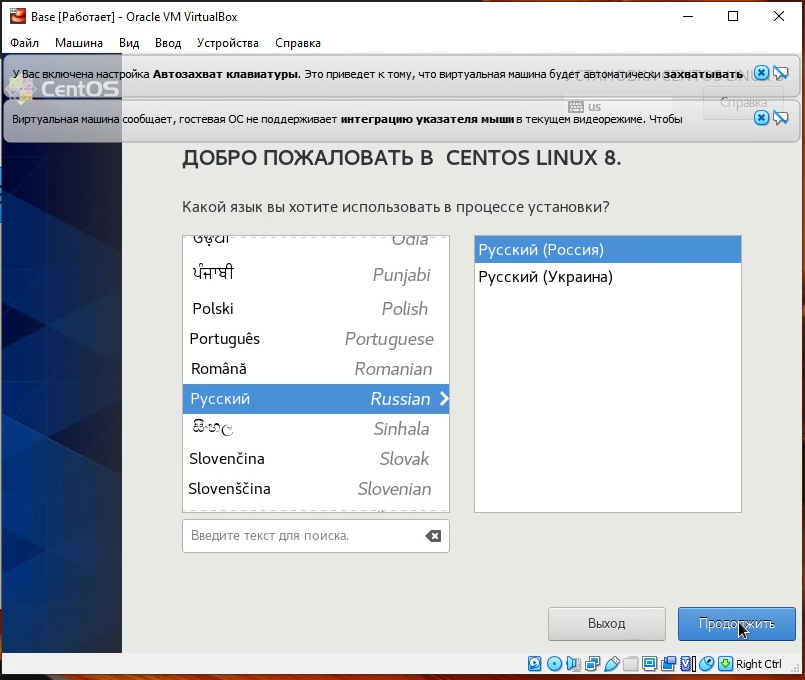 Base [Работает] - Oracle VM VirtualBox
Файл Машина Вид Ввод Устройства Справка
У Вас включена настройка Автозахват клавиатуры. Это приведет к тому, что виртуальная машина будет автоматически захватывать
CentOS
us
Справка
Виртуальная машина сообщает, гостевая ОС не поддерживает интеграцию указателя мыши в текущем видеорежиме. Чтобы
ДОБРО ПОЖАЛОВАТЬ В CENTOS LINUX 8.
Какой язык вы хотите использовать в процессе установки?
ଓଡ଼ିଆ Odia
ਪੰਜਾਬੀ Punjabi
Polski Polish
Português Portuguese
Română Romanian
Русский Russian
සිංහල Sinhala
Slovenčina Slovak
Slovenščina Slovenian
Русский (Россия)
Русский (Украина)
Введите текст для поиска.
Выход
Продолжить
Right Ctrl